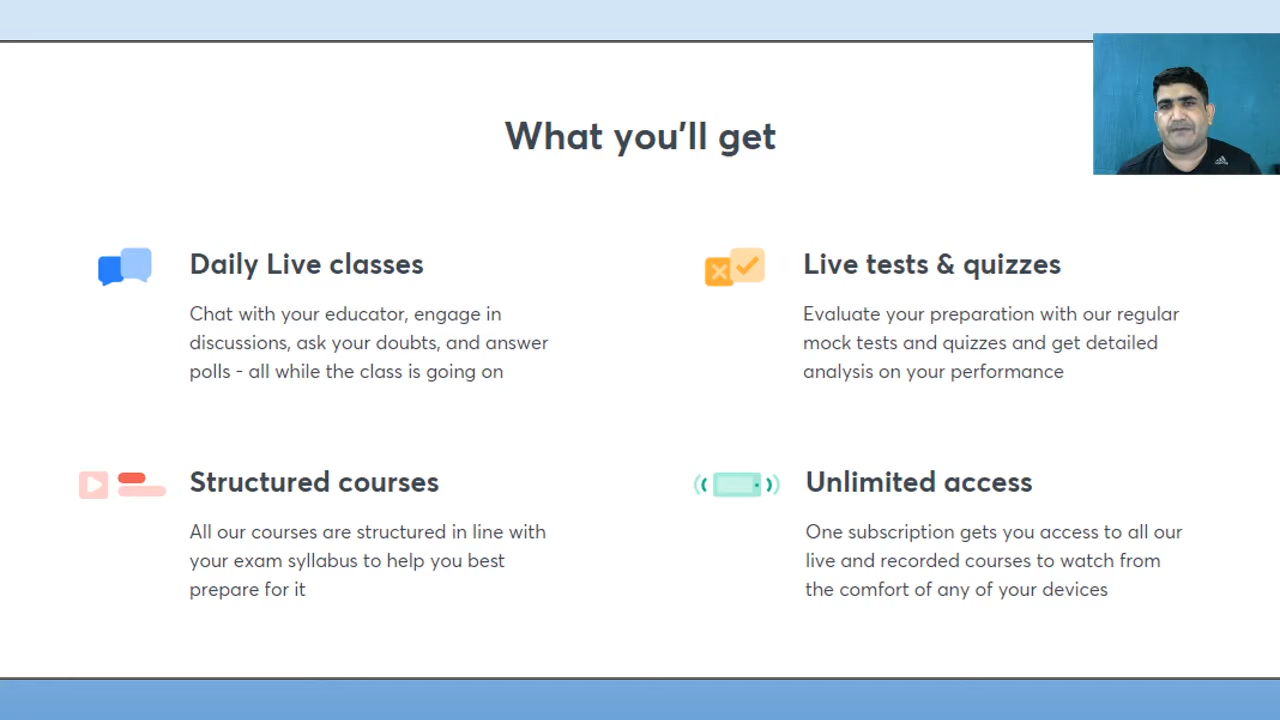 What you'll get
Daily Live classes
Chat with your educator, engage in
discussions, ask your doubts, and answer
polls - all while the class is going on
Live tests & quizzes
Evaluate your preparation with our regular
mock tests and quizzes and get detailed
analysis on your performance
Structured courses
All our courses are structured in line with
your exam syllabus to help you best
prepare for it
Unlimited access
One subscription gets you access to all our
live and recorded courses to watch from
the comfort of any of your devices